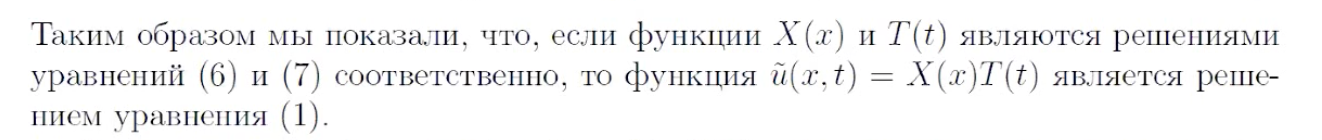 Таким образом мы показали, что, если функции X(x) и T(t) являются решениями
уравнений (6) и (7) соответственно, то функция ũ(x, t) = X(x)T(t) является реше-
нием уравнения (1).